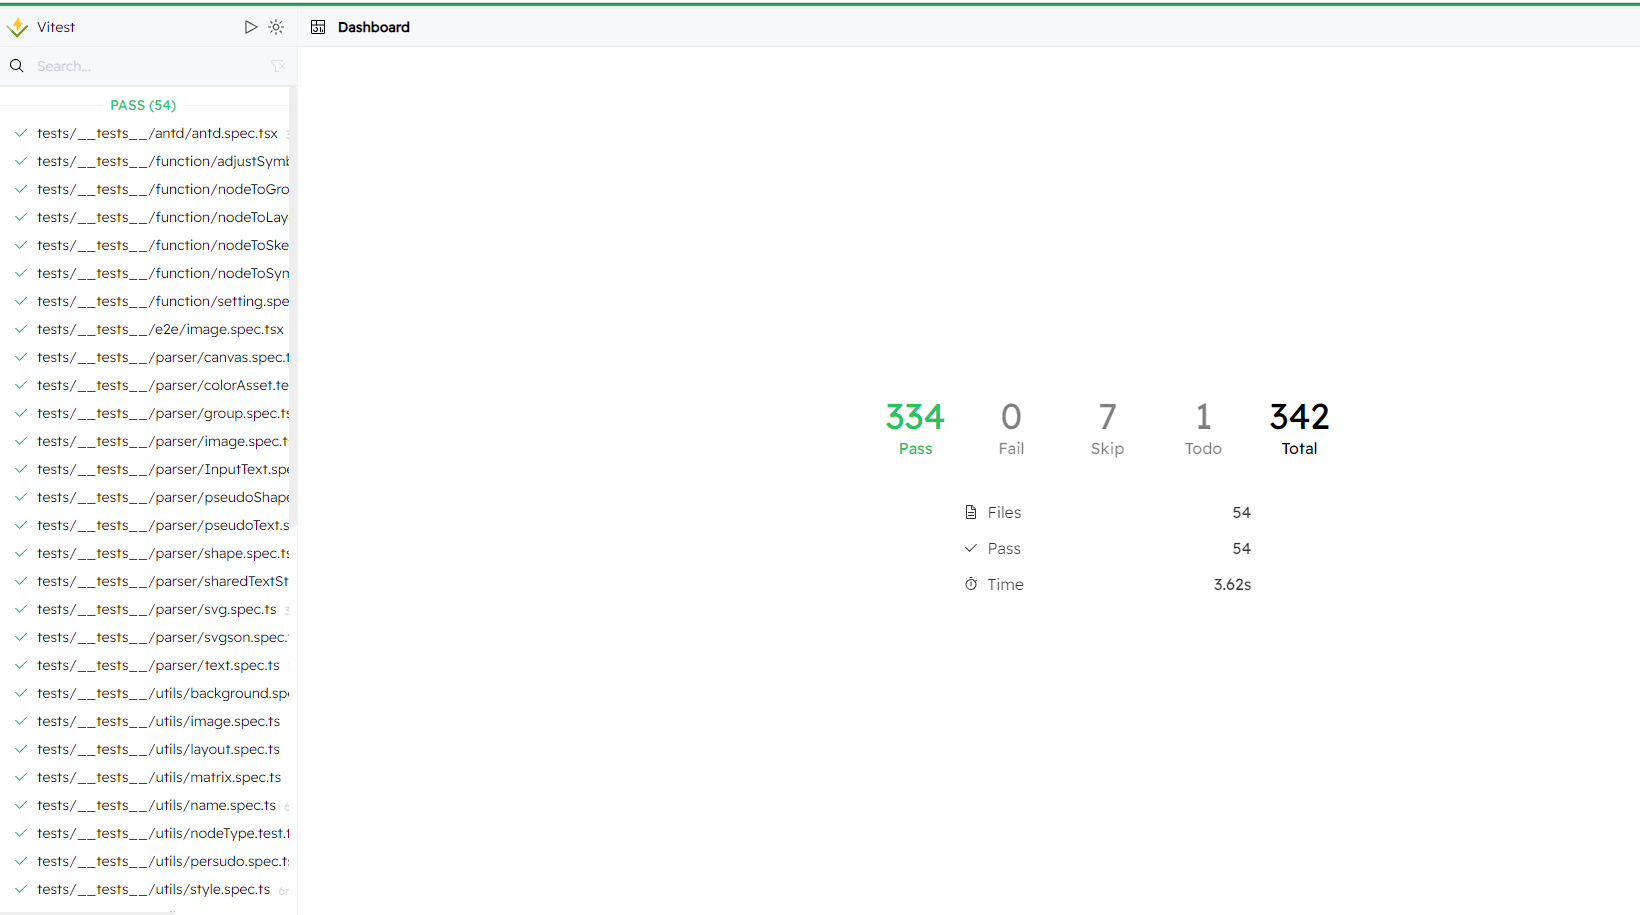 Vitest
Dashboard
Search...
PASS (54)
tests/__tests__/antd/antd.spec.tsx
tests/__tests__/function/adjustSymb
tests/__tests__/function/nodeToGro
tests/__tests__/function/nodeToLay
tests/__tests__/function/nodeToSke
tests/__tests__/function/nodeToSym
tests/__tests__/function/setting.spe
tests/__tests__/e2e/image.spec.tsx
tests/__tests__/parser/canvas.spec.t
tests/__tests__/parser/colorAsset.te
tests/__tests__/parser/group.spec.ts
tests/__tests__/parser/image.spec.t
tests/__tests__/parser/InputText.spe
tests/__tests__/parser/pseudoShape
tests/__tests__/parser/pseudoText.s
tests/__tests__/parser/shape.spec.ts
tests/__tests__/parser/sharedTextSt
tests/__tests__/parser/svg.spec.ts
tests/__tests__/parser/svgson.spec.
tests/__tests__/parser/text.spec.ts
tests/__tests__/utils/background.spe
tests/__tests__/utils/image.spec.ts
tests/__tests__/utils/layout.spec.ts
tests/__tests__/utils/matrix.spec.ts
tests/__tests__/utils/name.spec.ts 6
tests/__tests__/utils/nodeType.test.t
tests/__tests__/utils/persudo.spec.ts
tests/__tests__/utils/style.spec.ts 6
334 0 7 1 342
Pass Fail Skip Todo Total
Files 54
Pass 54
Time 3.62s